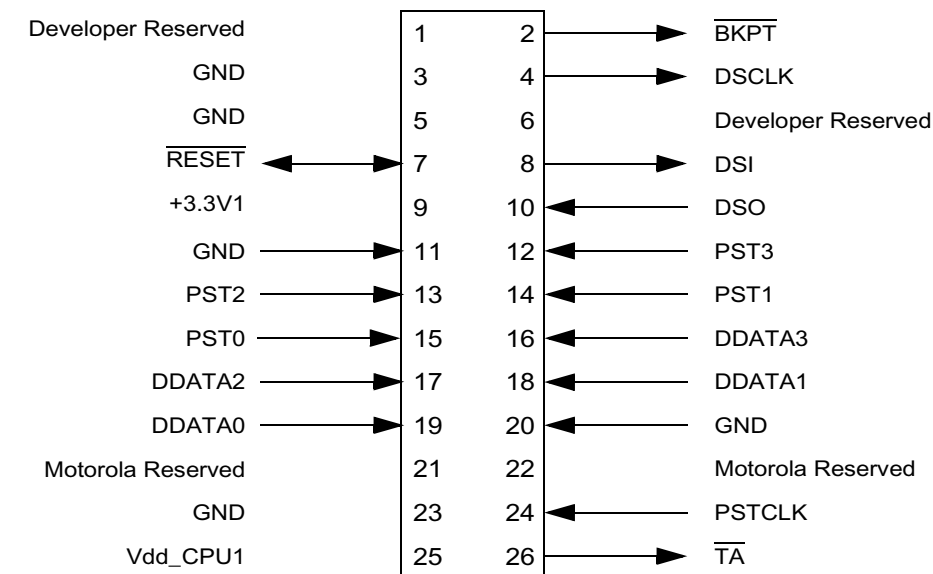 Developer Reserved 1 2 BKPT
GND 3 4 DSCLK
GND 5 6 Developer Reserved
RESET 7 8 DSI
+3.3V1 9 10 DSO
GND 11 12 PST3
PST2 13 14 PST1
PST0 15 16 DDATA3
DDATA2 17 18 DDATA1
DDATA0 19 20 GND
Motorola Reserved 21 22 Motorola Reserved
GND 23 24 PSTCLK
Vdd_CPU1 25 26 TA